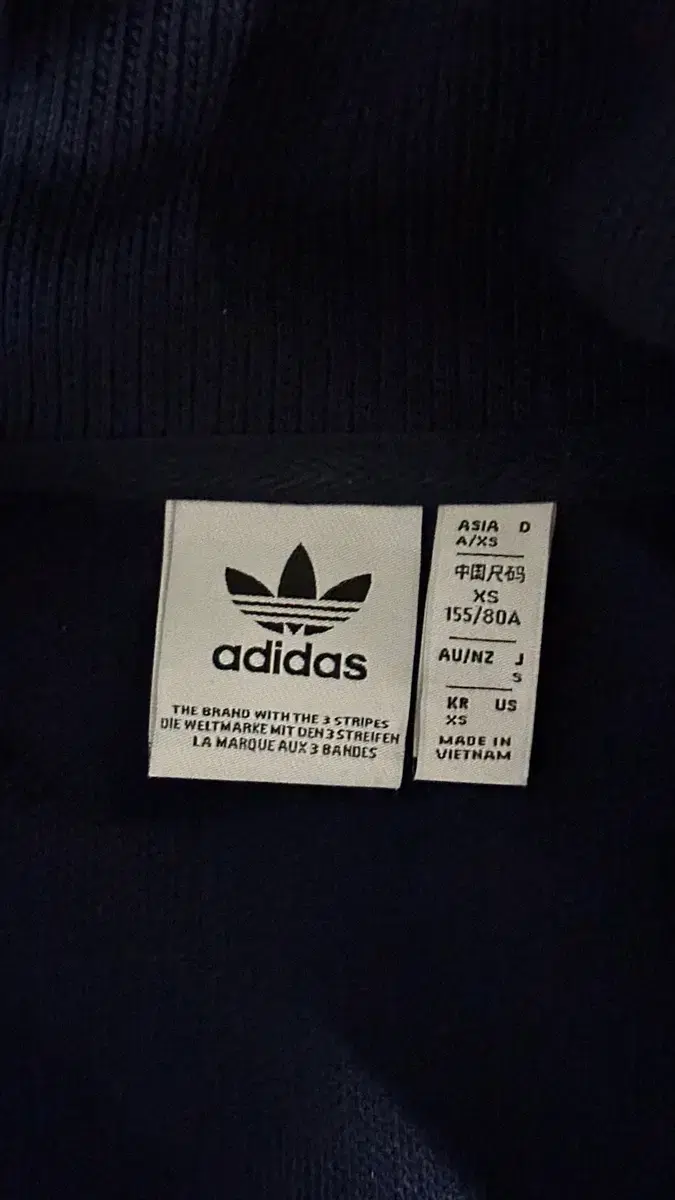 adidas
THE BRAND WITH THE 3 STRIPES
DIE WELTMARKE MIT DEN 3 STREIFEN
LA MARQUE AUX 3 BANDES
ASIA D
A/XS
中国尺码
XS
155/80A
AU/NZ J
S
KR US
XS
MADE IN
VIETNAM